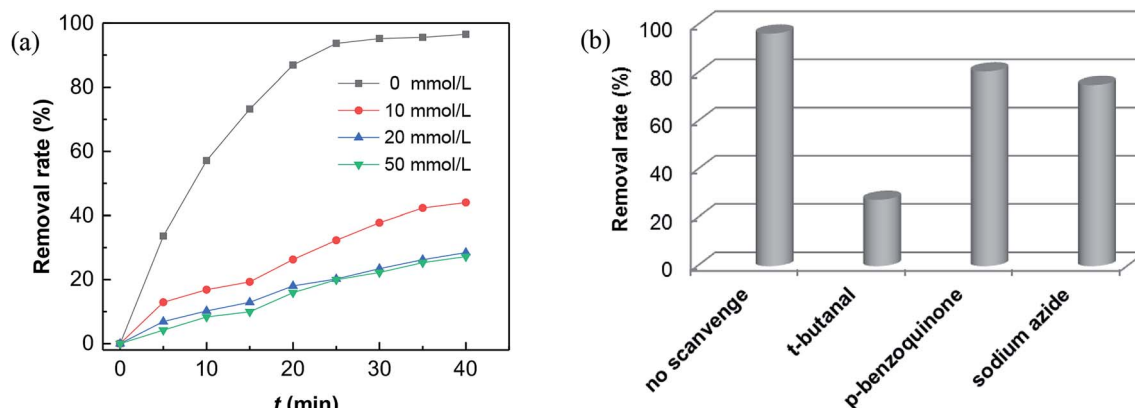 (a)
Removal rate (%)
100
80
60
40
20
0
0 mmol/L
10 mmol/L
20 mmol/L
50 mmol/L
0
10
20
30
40
t (min)
(b)
Removal rate (%)
100
80
60
40
20
0
no scanvenge
t-butanal
p-benzoquinone
sodium azide